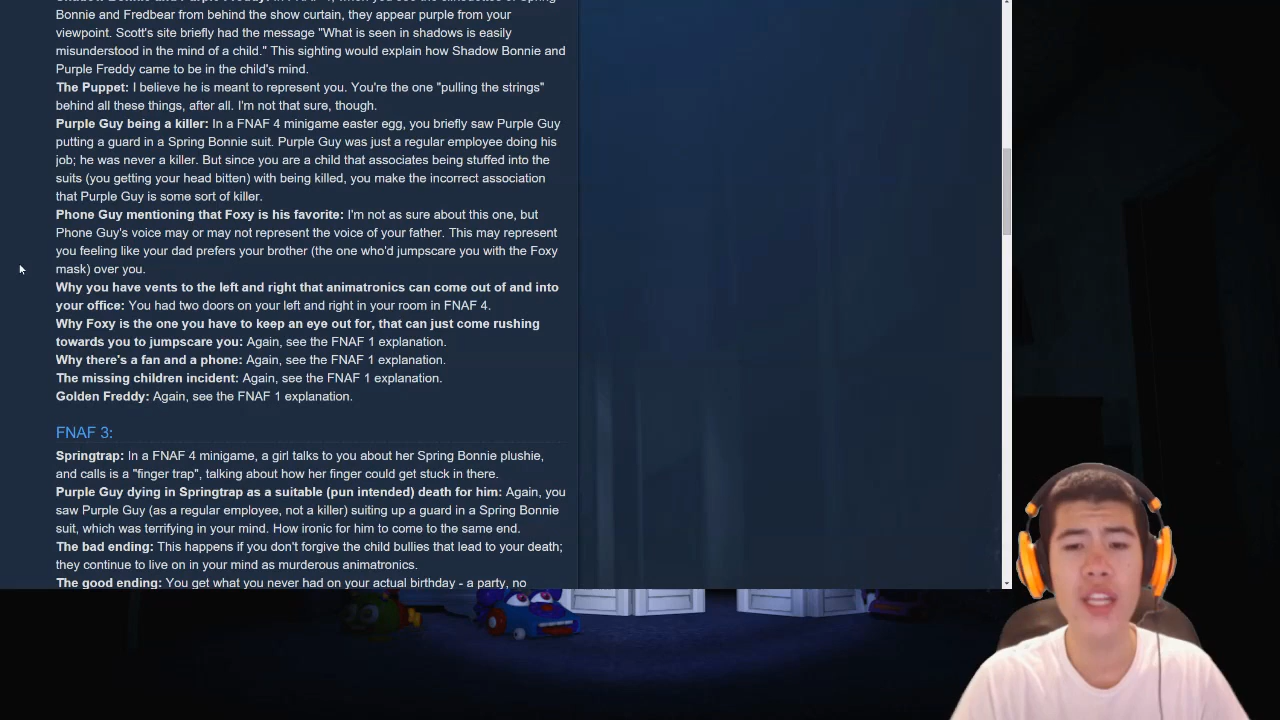 Bonnie and Fredbear from behind the show curtain, they appear purple from your
viewpoint. Scott's site briefly had the message "What is seen in shadows is easily
misunderstood in the mind of a child." This sighting would explain how Shadow Bonnie and
Purple Freddy came to be in the child's mind.
The Puppet: I believe he is meant to represent you. You're the one "pulling the strings"
behind all these things, after all. I'm not that sure, though.
Purple Guy being a killer: In a FNAF 4 minigame easter egg, you briefly saw Purple Guy
putting a guard in a Spring Bonnie suit. Purple Guy was just a regular employee doing his
job; he was never a killer. But since you are a child that associates being stuffed into the
suits (you getting your head bitten) with being killed, you make the incorrect association
that Purple Guy is some sort of killer.
Phone Guy mentioning that Foxy is his favorite: I'm not as sure about this one, but
Phone Guy's voice may or may not represent the voice of your father. This may represent
you feeling like your dad prefers your brother (the one who'd jumpscare you with the Foxy
mask) over you.
Why you have vents to the left and right that animatronics can come out of and into
your office: You had two doors on your left and right in your room in FNAF 4.
Why Foxy is the one you have to keep an eye out for, that can just come rushing
towards you to jumpscare you: Again, see the FNAF 1 explanation.
Why there's a fan and a phone: Again, see the FNAF 1 explanation.
The missing children incident: Again, see the FNAF 1 explanation.
Golden Freddy: Again, see the FNAF 1 explanation.
FNAF 3:
Springtrap: In a FNAF 4 minigame, a girl talks to you about her Spring Bonnie plushie,
and calls is a "finger trap", talking about how her finger could get stuck in there.
Purple Guy dying in Springtrap as a suitable (pun intended) death for him: Again, you
saw Purple Guy (as a regular employee, not a killer) suiting up a guard in a Spring Bonnie
suit, which was terrifying in your mind. How ironic for him to come to the same end.
The bad ending: This happens if you don't forgive the child bullies that lead to your death;
they continue to live on in your mind as murderous animatronics.
The good ending: You get what you never had on your actual birthday - a party, no